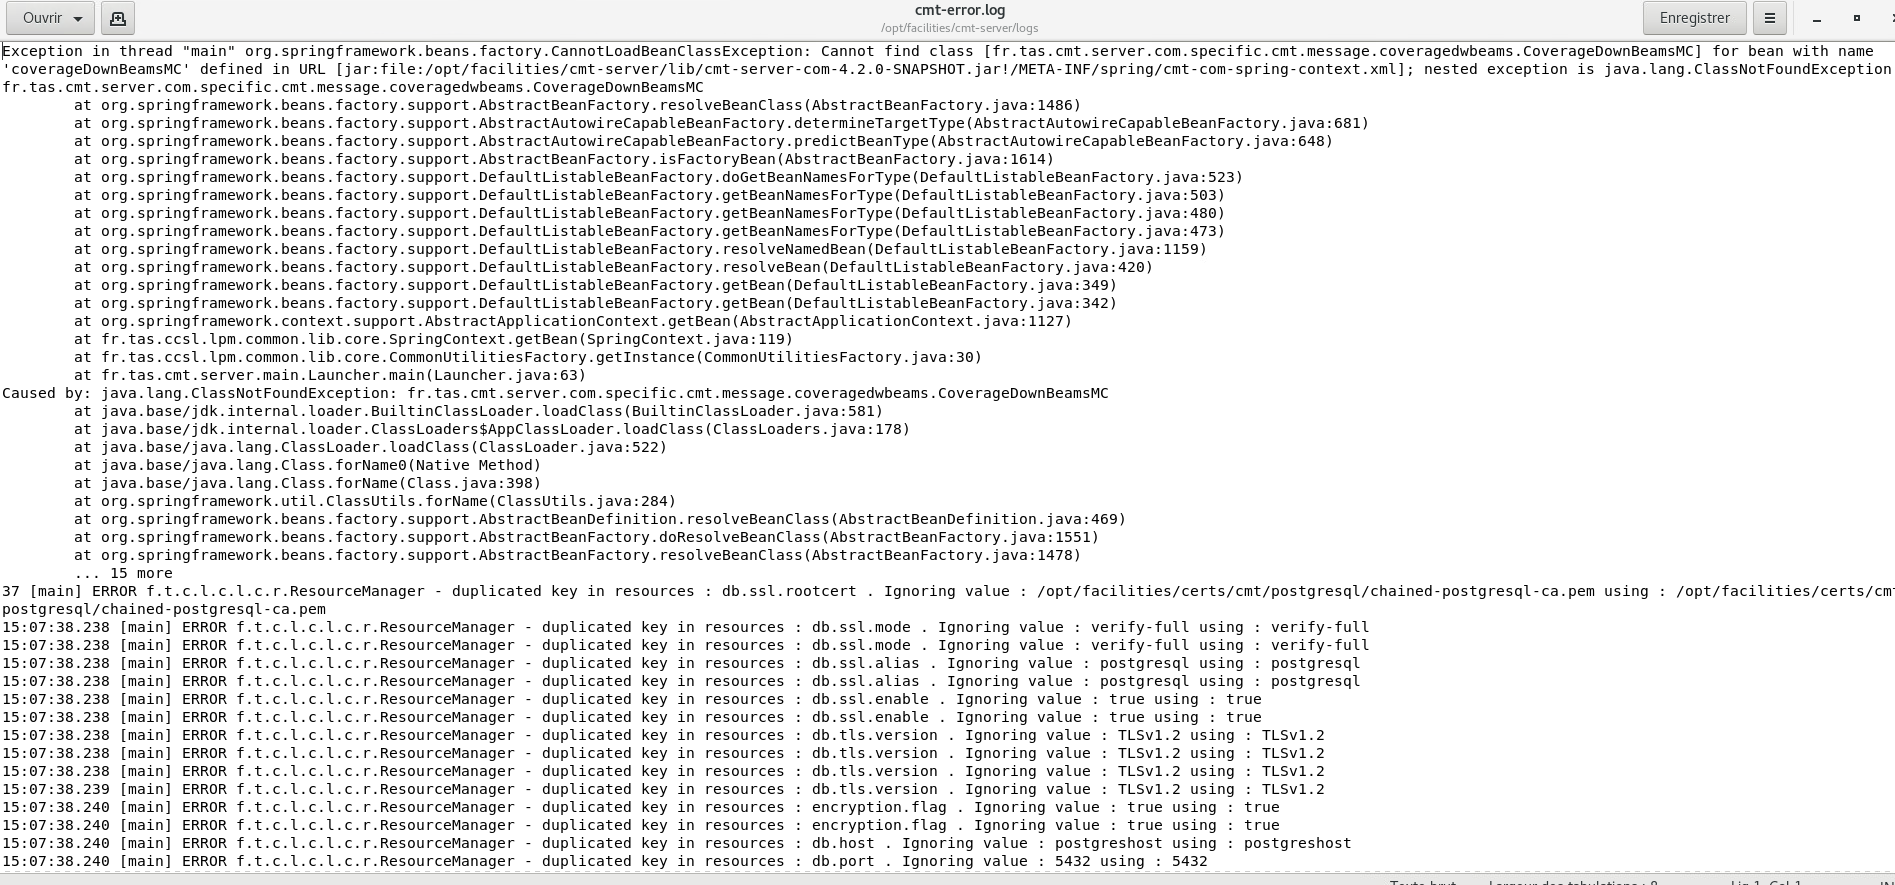 Ouvrir
cmt-error.log
/opt/facilities/cmt-server/logs
Enregistrer
Exception in thread "main" org.springframework.beans.factory.CannotLoadBeanClassException: Cannot find class [fr.tas.cmt.server.com.specific.cmt.message.coveragedwbeams.CoverageDownBeamsMC] for bean with name
'coverageDownBeamsMC' defined in URL [jar:file:/opt/facilities/cmt-server/lib/cmt-server-com-4.2.0-SNAPSHOT.jar!/META-INF/spring/cmt-com-spring-context.xml]; nested exception is java.lang.ClassNotFoundException
fr.tas.cmt.server.com.specific.cmt.message.coveragedwbeams.CoverageDownBeamsMC
at org.springframework.beans.factory.support.AbstractBeanFactory.resolveBeanClass(AbstractBeanFactory.java:1486)
at org.springframework.beans.factory.support.AbstractAutowireCapableBeanFactory.determineTargetType(AbstractAutowireCapableBeanFactory.java:681)
at org.springframework.beans.factory.support.AbstractAutowireCapableBeanFactory.predictBeanType(AbstractAutowireCapableBeanFactory.java:648)
at org.springframework.beans.factory.support.AbstractBeanFactory.isFactoryBean(AbstractBeanFactory.java:1614)
at org.springframework.beans.factory.support.DefaultListableBeanFactory.doGetBeanNamesForType(DefaultListableBeanFactory.java:523)
at org.springframework.beans.factory.support.DefaultListableBeanFactory.getBeanNamesForType(DefaultListableBeanFactory.java:503)
at org.springframework.beans.factory.support.DefaultListableBeanFactory.getBeanNamesForType(DefaultListableBeanFactory.java:480)
at org.springframework.beans.factory.support.DefaultListableBeanFactory.getBeanNamesForType(DefaultListableBeanFactory.java:473)
at org.springframework.beans.factory.support.DefaultListableBeanFactory.resolveNamedBean(DefaultListableBeanFactory.java:1159)
at org.springframework.beans.factory.support.DefaultListableBeanFactory.resolveBean(DefaultListableBeanFactory.java:420)
at org.springframework.beans.factory.support.DefaultListableBeanFactory.getBean(DefaultListableBeanFactory.java:349)
at org.springframework.beans.factory.support.DefaultListableBeanFactory.getBean(DefaultListableBeanFactory.java:342)
at org.springframework.context.support.AbstractApplicationContext.getBean(AbstractApplicationContext.java:1127)
at fr.tas.ccsl.lpm.common.lib.core.SpringContext.getBean(SpringContext.java:119)
at fr.tas.ccsl.lpm.common.lib.core.CommonUtilitiesFactory.getInstance(CommonUtilitiesFactory.java:30)
at fr.tas.cmt.server.main.Launcher.main(Launcher.java:63)
Caused by: java.lang.ClassNotFoundException: fr.tas.cmt.server.com.specific.cmt.message.coveragedwbeams.CoverageDownBeamsMC
at java.base/jdk.internal.loader.BuiltinClassLoader.loadClass(BuiltinClassLoader.java:581)
at java.base/jdk.internal.loader.ClassLoaders$AppClassLoader.loadClass(ClassLoaders.java:178)
at java.base/java.lang.ClassLoader.loadClass(ClassLoader.java:522)
at java.base/java.lang.Class.forName0(Native Method)
at java.base/java.lang.Class.forName(Class.java:398)
at org.springframework.util.ClassUtils.forName(ClassUtils.java:284)
at org.springframework.beans.factory.support.AbstractBeanDefinition.resolveBeanClass(AbstractBeanDefinition.java:469)
at org.springframework.beans.factory.support.AbstractBeanFactory.doResolveBeanClass(AbstractBeanFactory.java:1551)
at org.springframework.beans.factory.support.AbstractBeanFactory.resolveBeanClass(AbstractBeanFactory.java:1478)
... 15 more
37 [main] ERROR f.t.c.l.c.l.c.r.ResourceManager - duplicated key in resources : db.ssl.rootcert . Ignoring value : /opt/facilities/certs/cmt/postgresql/chained-postgresql-ca.pem using : /opt/facilities/certs/cmt
postgresql/chained-postgresql-ca.pem
15:07:38.238 [main] ERROR f.t.c.l.c.l.c.r.ResourceManager - duplicated key in resources : db.ssl.mode . Ignoring value : verify-full using : verify-full
15:07:38.238 [main] ERROR f.t.c.l.c.l.c.r.ResourceManager - duplicated key in resources : db.ssl.mode . Ignoring value : verify-full using : verify-full
15:07:38.238 [main] ERROR f.t.c.l.c.l.c.r.ResourceManager - duplicated key in resources : db.ssl.alias . Ignoring value : postgresql using : postgresql
15:07:38.238 [main] ERROR f.t.c.l.c.l.c.r.ResourceManager - duplicated key in resources : db.ssl.alias . Ignoring value : postgresql using : postgresql
15:07:38.238 [main] ERROR f.t.c.l.c.l.c.r.ResourceManager - duplicated key in resources : db.ssl.enable . Ignoring value : true using : true
15:07:38.238 [main] ERROR f.t.c.l.c.l.c.r.ResourceManager - duplicated key in resources : db.ssl.enable . Ignoring value : true using : true
15:07:38.238 [main] ERROR f.t.c.l.c.l.c.r.ResourceManager - duplicated key in resources : db.tls.version . Ignoring value : TLSv1.2 using : TLSv1.2
15:07:38.238 [main] ERROR f.t.c.l.c.l.c.r.ResourceManager - duplicated key in resources : db.tls.version . Ignoring value : TLSv1.2 using : TLSv1.2
15:07:38.238 [main] ERROR f.t.c.l.c.l.c.r.ResourceManager - duplicated key in resources : db.tls.version . Ignoring value : TLSv1.2 using : TLSv1.2
15:07:38.239 [main] ERROR f.t.c.l.c.l.c.r.ResourceManager - duplicated key in resources : db.tls.version . Ignoring value : TLSv1.2 using : TLSv1.2
15:07:38.240 [main] ERROR f.t.c.l.c.l.c.r.ResourceManager - duplicated key in resources : encryption.flag . Ignoring value : true using : true
15:07:38.240 [main] ERROR f.t.c.l.c.l.c.r.ResourceManager - duplicated key in resources : encryption.flag . Ignoring value : true using : true
15:07:38.240 [main] ERROR f.t.c.l.c.l.c.r.ResourceManager - duplicated key in resources : db.host . Ignoring value : postgreshost using : postgreshost
15:07:38.240 [main] ERROR f.t.c.l.c.l.c.r.ResourceManager - duplicated key in resources : db.port . Ignoring value : 5432 using : 5432